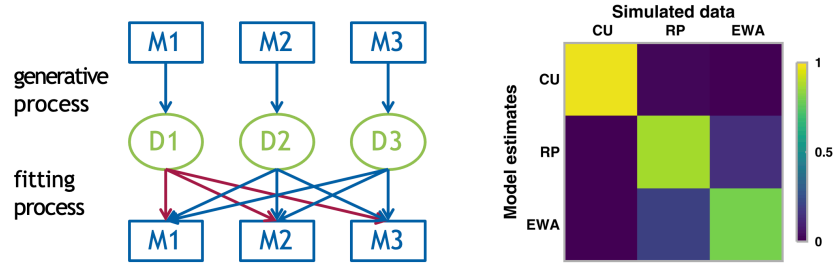 M1 M2 M3
generative
process
D1 D2 D3
fitting
process
M1 M2 M3
Simulated data
CU RP EWA
Model estimates
CU
RP
EWA
1
0.5
0